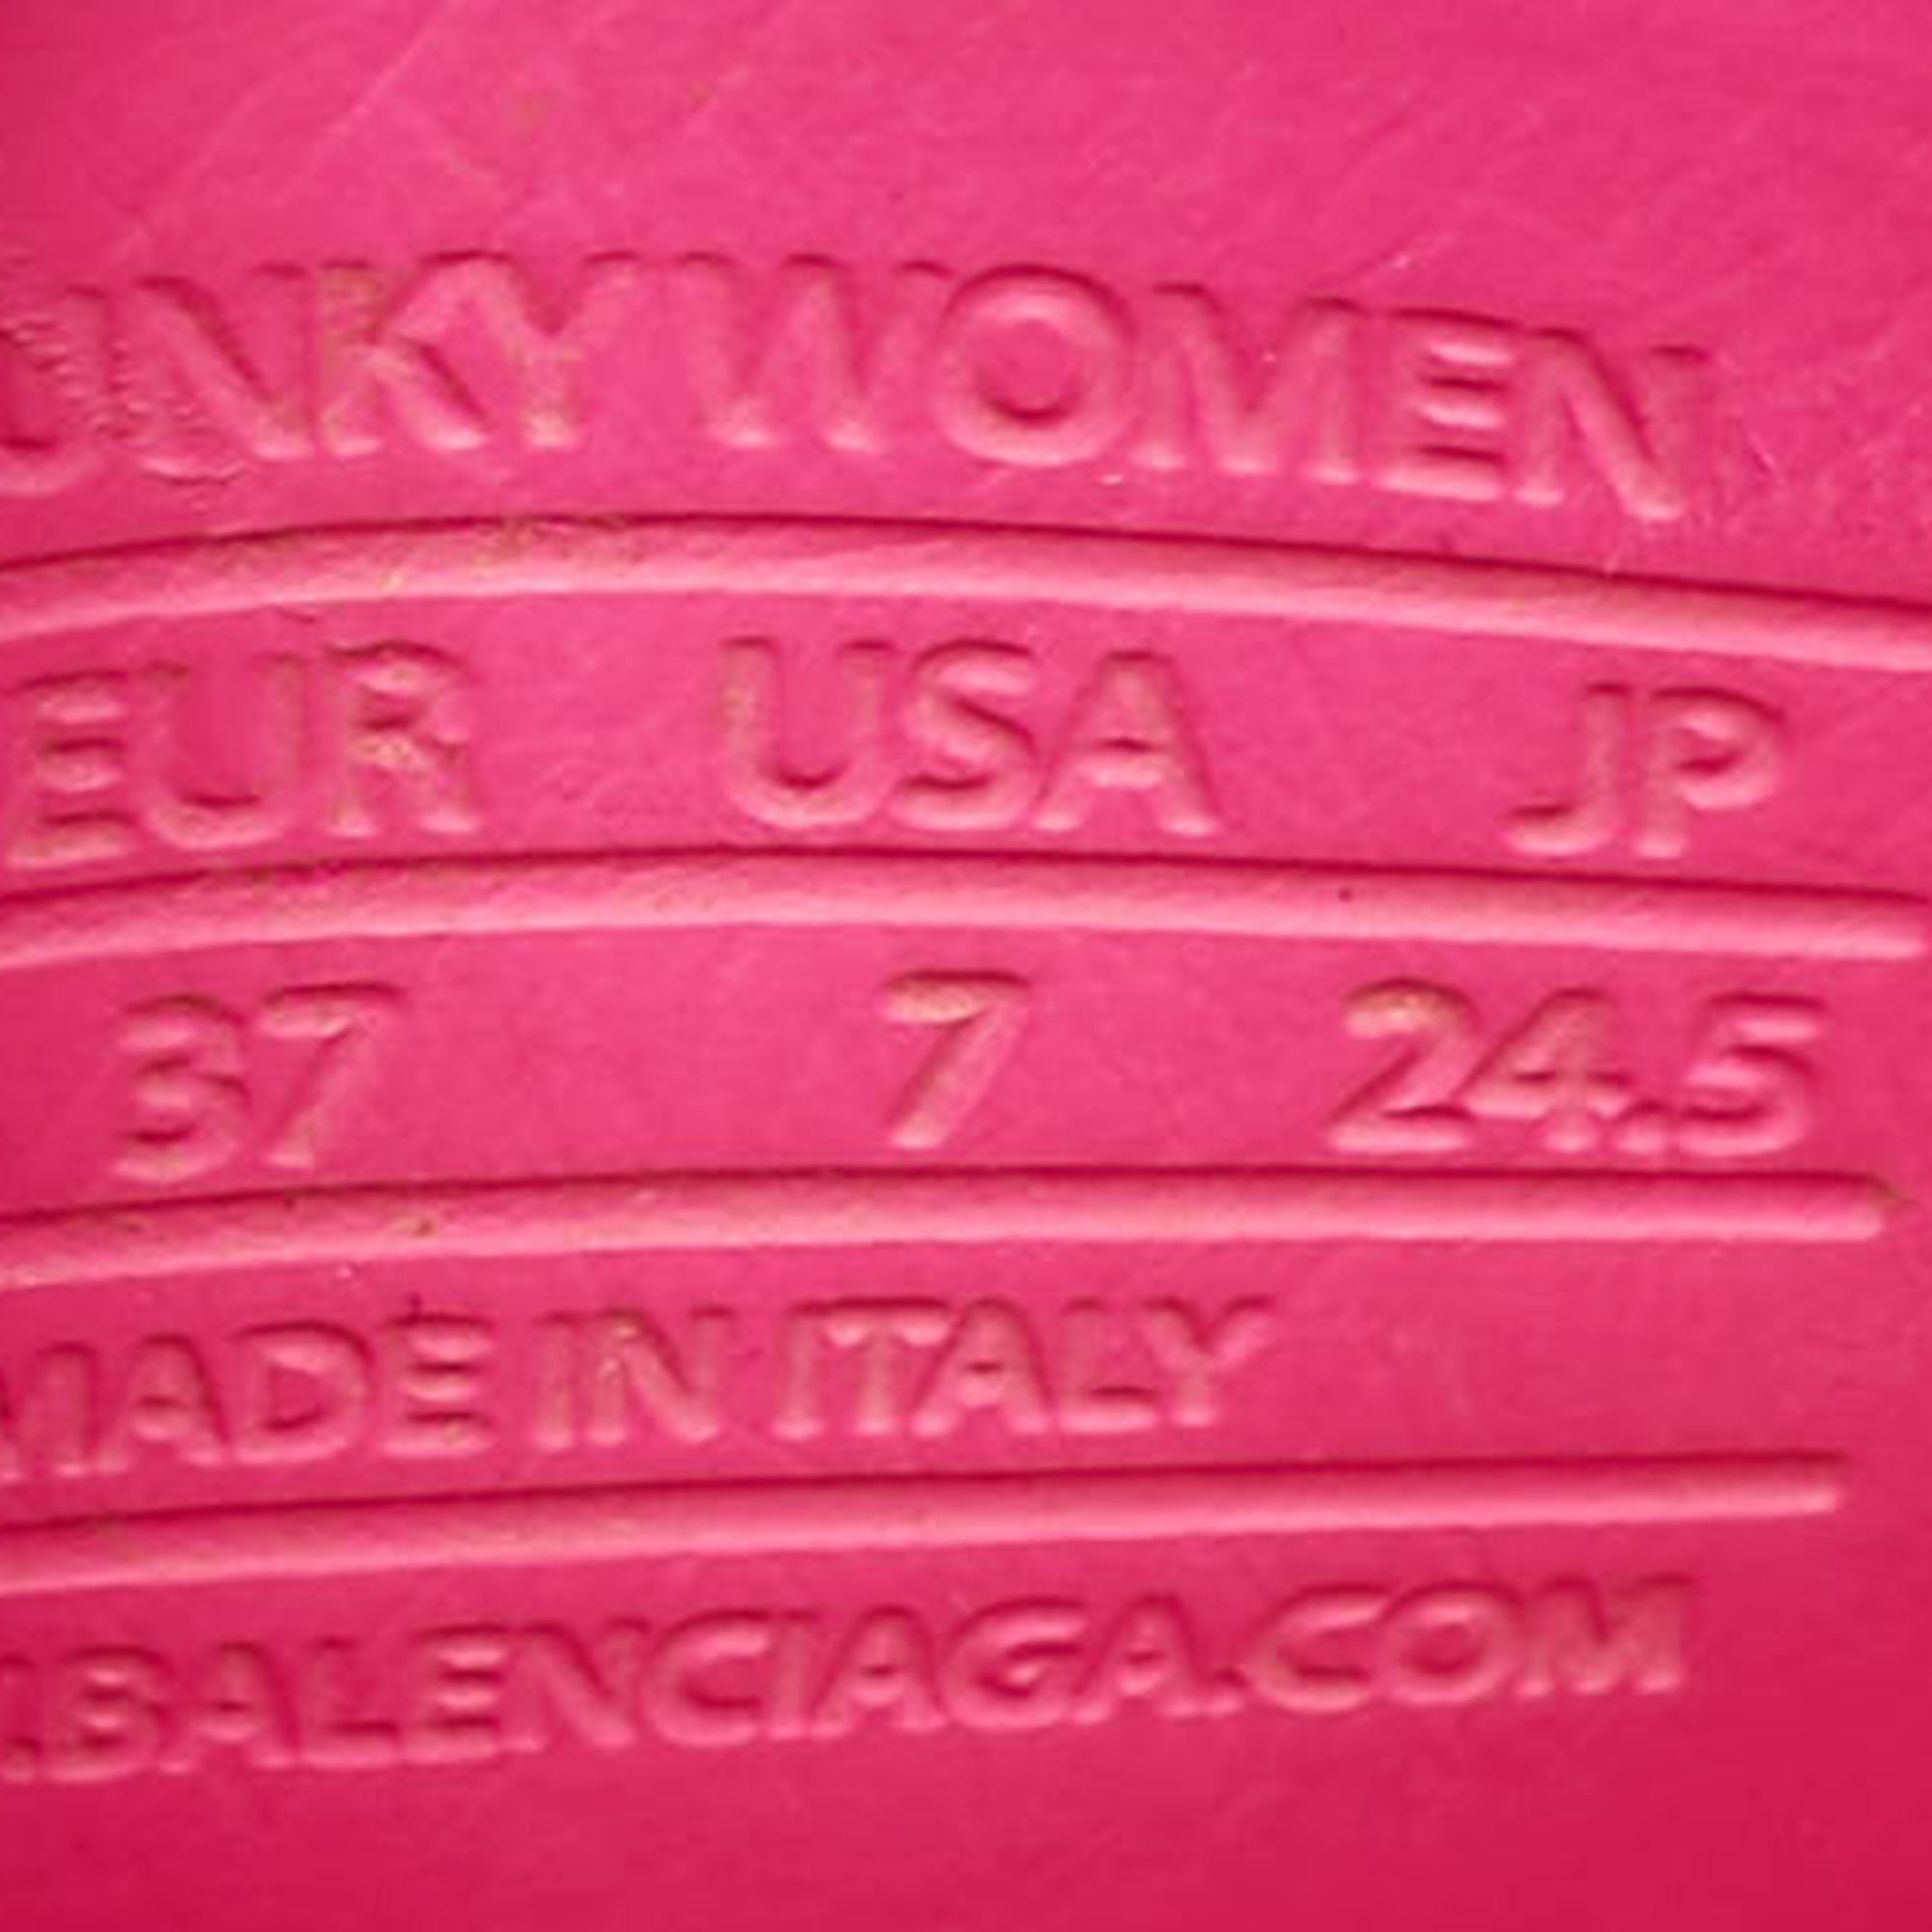 UNKY WOMEN
EUR USA JP
37 7 24.5
MADE IN ITALY
.BALENCIAGA.COM